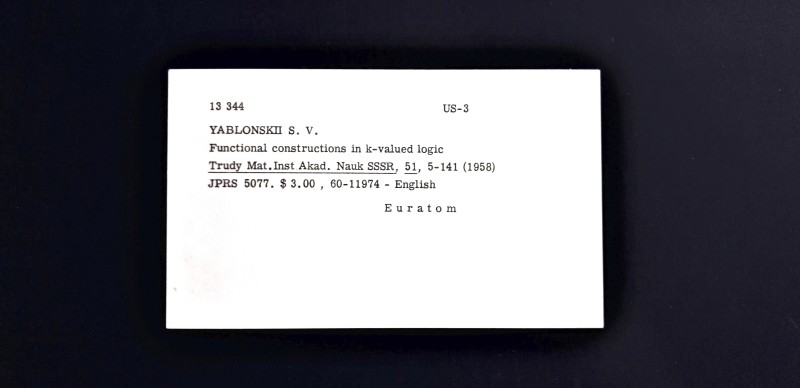 13 344 US-3
YABLONSKII S. V.
Functional constructions in k-valued logic
Trudy Mat.Inst Akad. Nauk SSSR, 51, 5-141 (1958)
JPRS 5077. $ 3.00 , 60-11974 - English
Euratom